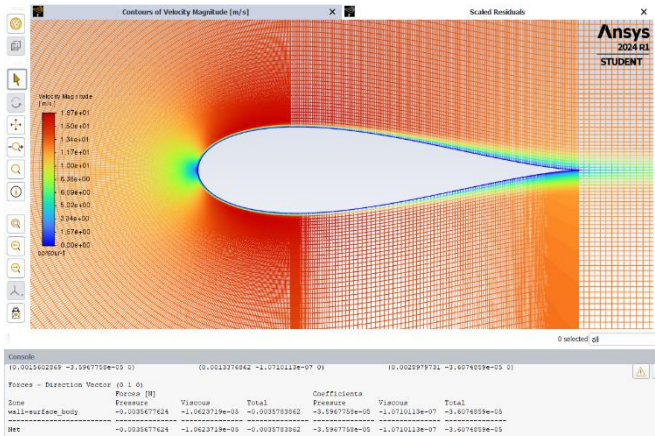 Contours of Velocity Magnitude [m/s]
Scaled Residuals
Ansys
2024 R1
STUDENT
Velocity Magnitude
[m/s]
1.67e+01
1.50e+01
1.34e+01
1.17e+01
1.00e+01
8.36e+00
6.69e+00
5.02e+00
3.34e+00
1.67e+00
0.00e+00
contour-1
0 selected all
Console
(0.0015602869 -3.5967758e-05 0) (0.0013376862 -1.0710113e-07 0) (0.0028979731 -3.6074859e-05 0)
Forces - Direction Vector (0 1 0)
Forces [N] Coefficients
Zone Pressure Viscous Total Pressure Viscous Total
wall-surface_body -0.0035677624 -1.0623719e-05 -0.0035783862 -3.5967758e-05 -1.0710113e-07 -3.6074859e-05
Net -0.0035677624 -1.0623719e-05 -0.0035783862 -3.5967758e-05 -1.0710113e-07 -3.6074859e-05